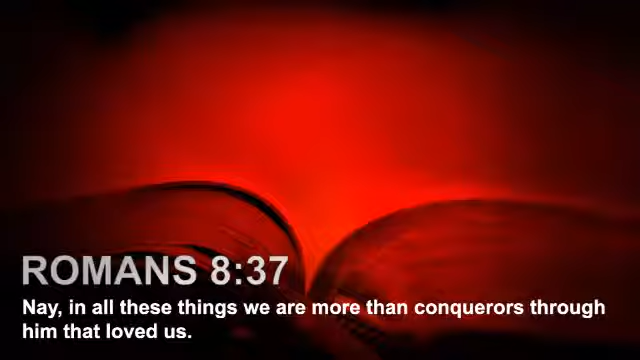 ROMANS 8:37
Nay, in all these things we are more than conquerors through
him that loved us.